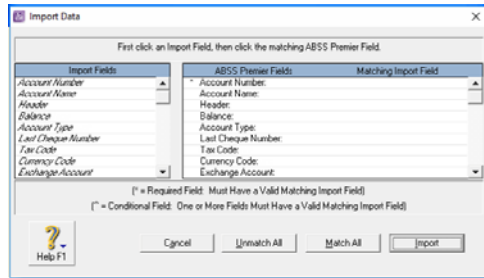 Import Data
First click an Import Field, then click the matching ABSS Premier Field.
Import Fields
Account Number
Account Name
Header
Balance
Account Type
Last Cheque Number
Tax Code
Currency Code
Exchange Account
ABSS Premier Fields Matching Import Field
* Account Number:
Account Name:
Header:
Balance:
Account Type:
Last Cheque Number:
Tax Code:
Currency Code:
Exchange Account:
(* = Required Field: Must Have a Valid Matching Import Field)
(^ = Conditional Field: One or More Fields Must Have a Valid Matching Import Field)
Help F1
Cancel Unmatch All Match All Import